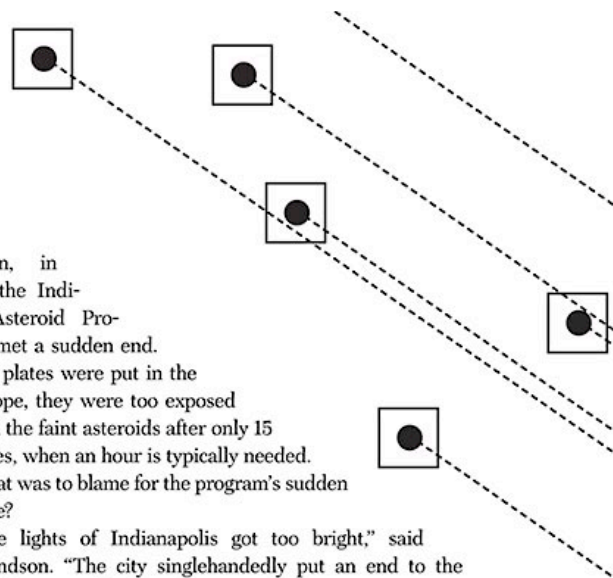 n, in
the Indi-
Asteroid Pro-
met a sudden end.
plates were put in the
ope, they were too exposed
the faint asteroids after only 15
es, when an hour is typically needed.
at was to blame for the program's sudden
e?
e lights of Indianapolis got too bright,” said
ndson. “The city singlehandedly put an end to the